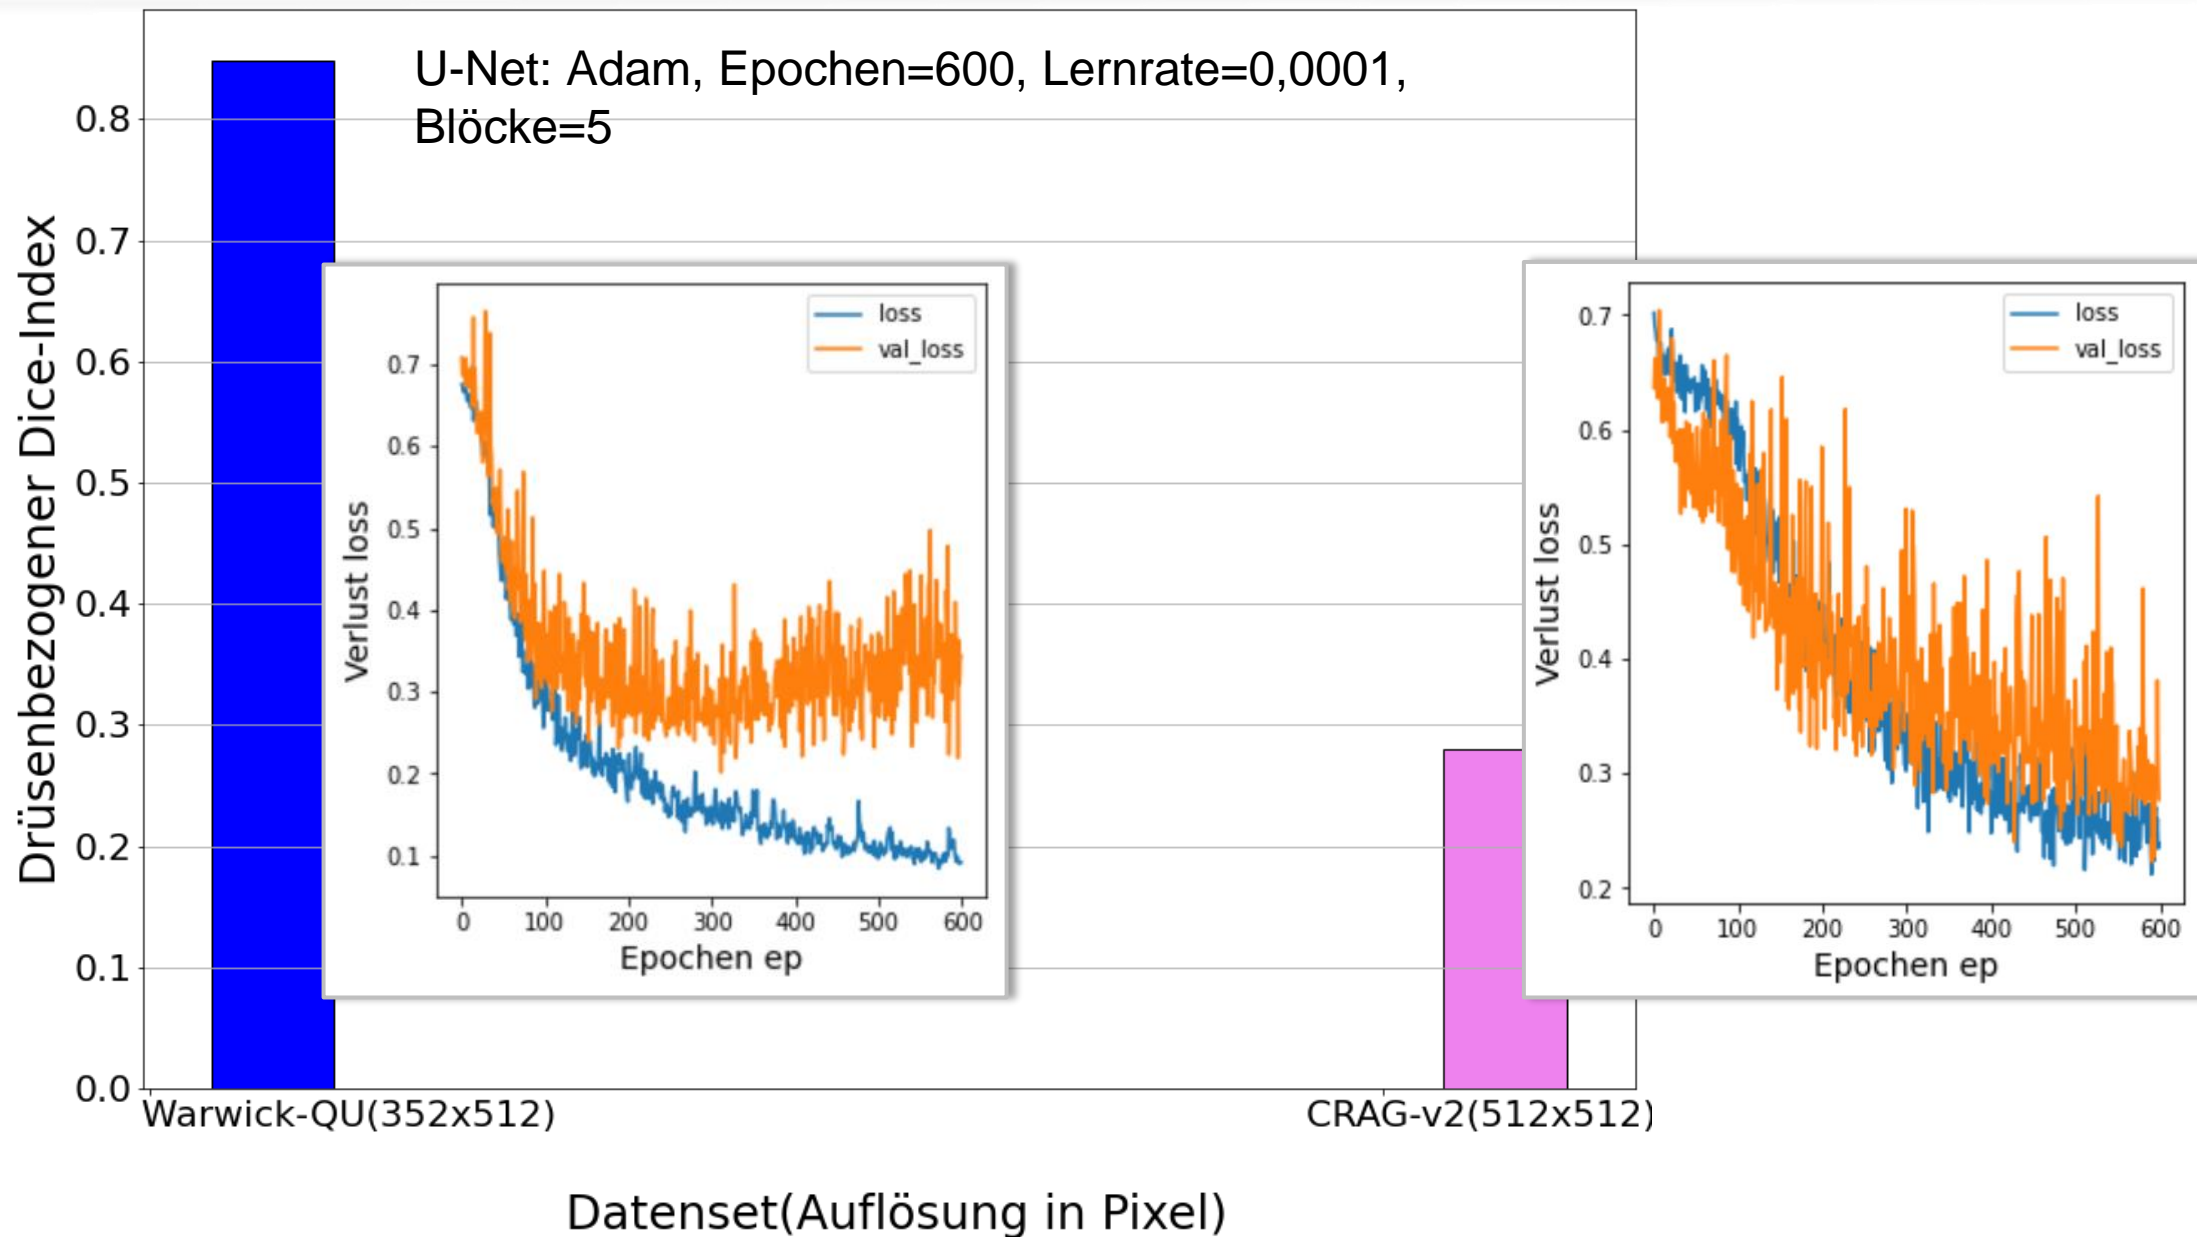 U-Net: Adam, Epochen=600, Lernrate=0,0001,
Blöcke=5
Drüsenbezogener Dice-Index
0.8
0.7
0.6
0.5
0.4
0.3
0.2
0.1
0.0
loss
val_loss
Verlust loss
0.7
0.6
0.5
0.4
0.3
0.2
0.1
0 100 200 300 400 500 600
Epochen ep
loss
val_loss
Verlust loss
0.7
0.6
0.5
0.4
0.3
0.2
0 100 200 300 400 500 600
Epochen ep
Warwick-QU(352x512) CRAG-v2(512x512)
Datenset(Auflösung in Pixel)